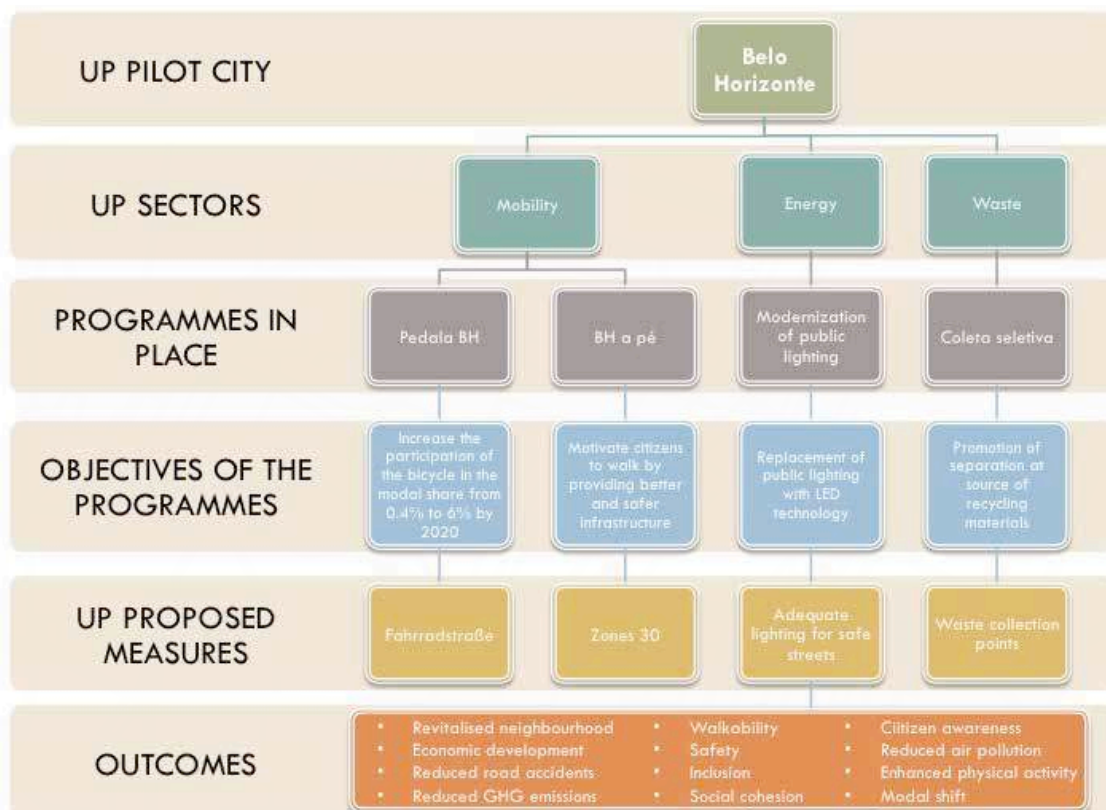 UP PILOT CITY
Belo
Horizonte
UP SECTORS
Mobility
Energy
Waste
PROGRAMMES IN
PLACE
Pedala BH
BH a pé
Modernization
of public
lighting
Coleta seletiva
OBJECTIVES OF THE
PROGRAMMES
Increase the
participation of
the bicycle in the
modal share from
0.4% to 6% by
2020
Motivate citizens
to walk by
providing better
and safer
infrastructure
Replacement of
public lighting
with LED
technology
Promotion of
separation at
source of
recycling
materials
UP PROPOSED
MEASURES
Fahrradstraße
Zones 30
Adequate
lighting for safe
streets
Waste collection
points
OUTCOMES
• Revitalised neighbourhood
• Economic development
• Reduced road accidents
• Reduced GHG emissions
• Walkability
• Safety
• Inclusion
• Social cohesion
• Ciitizen awareness
• Reduced air pollution
• Enhanced physical activity
• Modal shift